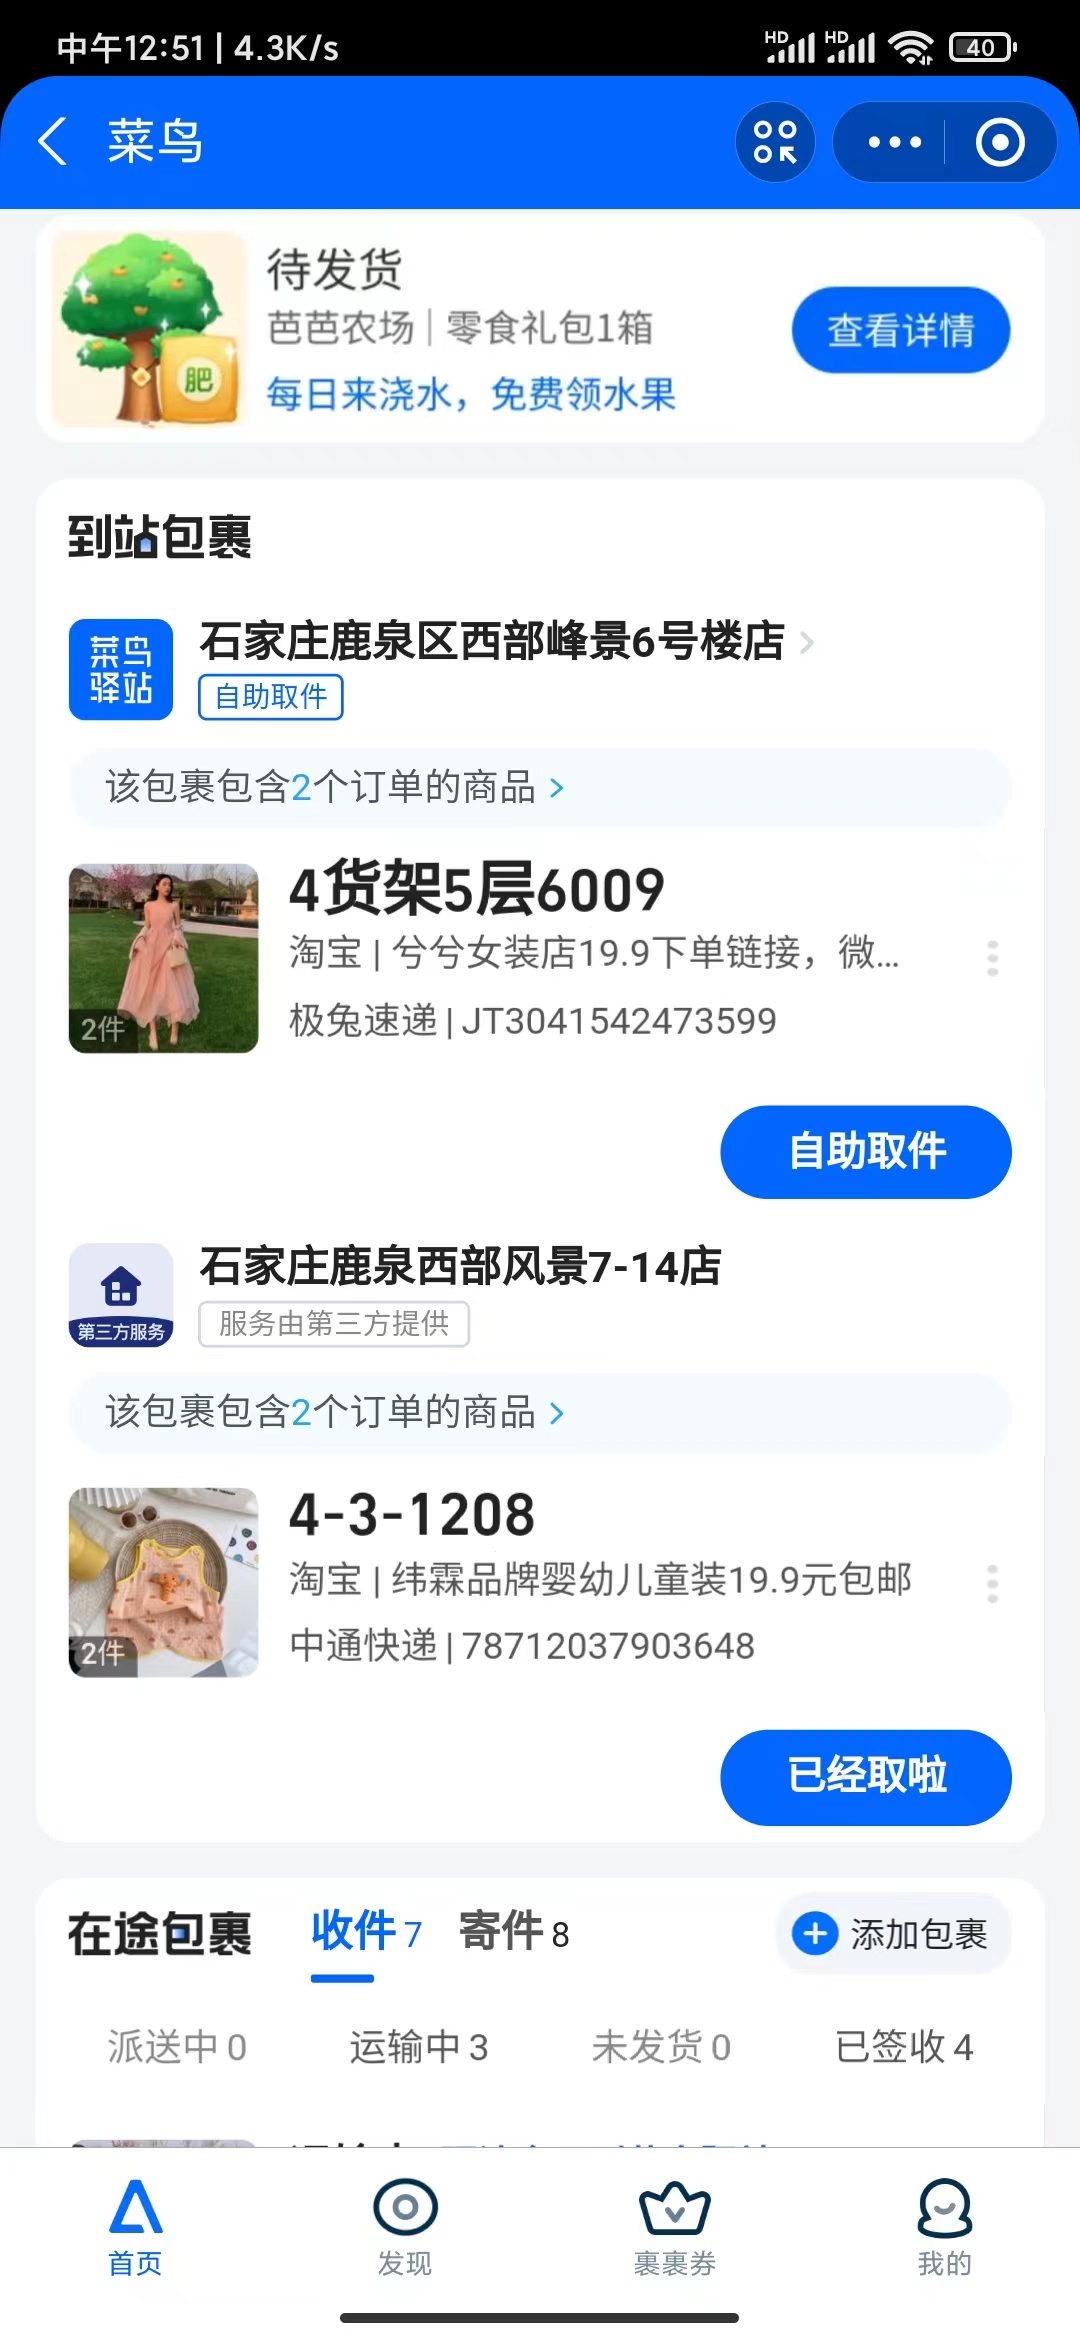 中午12:51 | 4.3K/s
HD HD 40
菜鸟
待发货
芭芭农场 | 零食礼包1箱
每日来浇水，免费领水果
查看详情
肥
到站包裹
菜鸟
驿站
石家庄鹿泉区西部峰景6号楼店
自助取件
该包裹包含2个订单的商品
4货架5层6009
淘宝 | 兮兮女装店19.9下单链接，微...
极兔速递 | JT3041542473599
2件
自助取件
石家庄鹿泉西部风景7-14店
第三方服务
服务由第三方提供
该包裹包含2个订单的商品
4-3-1208
淘宝 | 纬霖品牌婴幼儿童装19.9元包邮
中通快递 | 78712037903648
2件
已经取啦
在途包裹 收件 7 寄件 8 添加包裹
派送中 0 运输中 3 未发货 0 已签收 4
首页 发现 裹裹券 我的